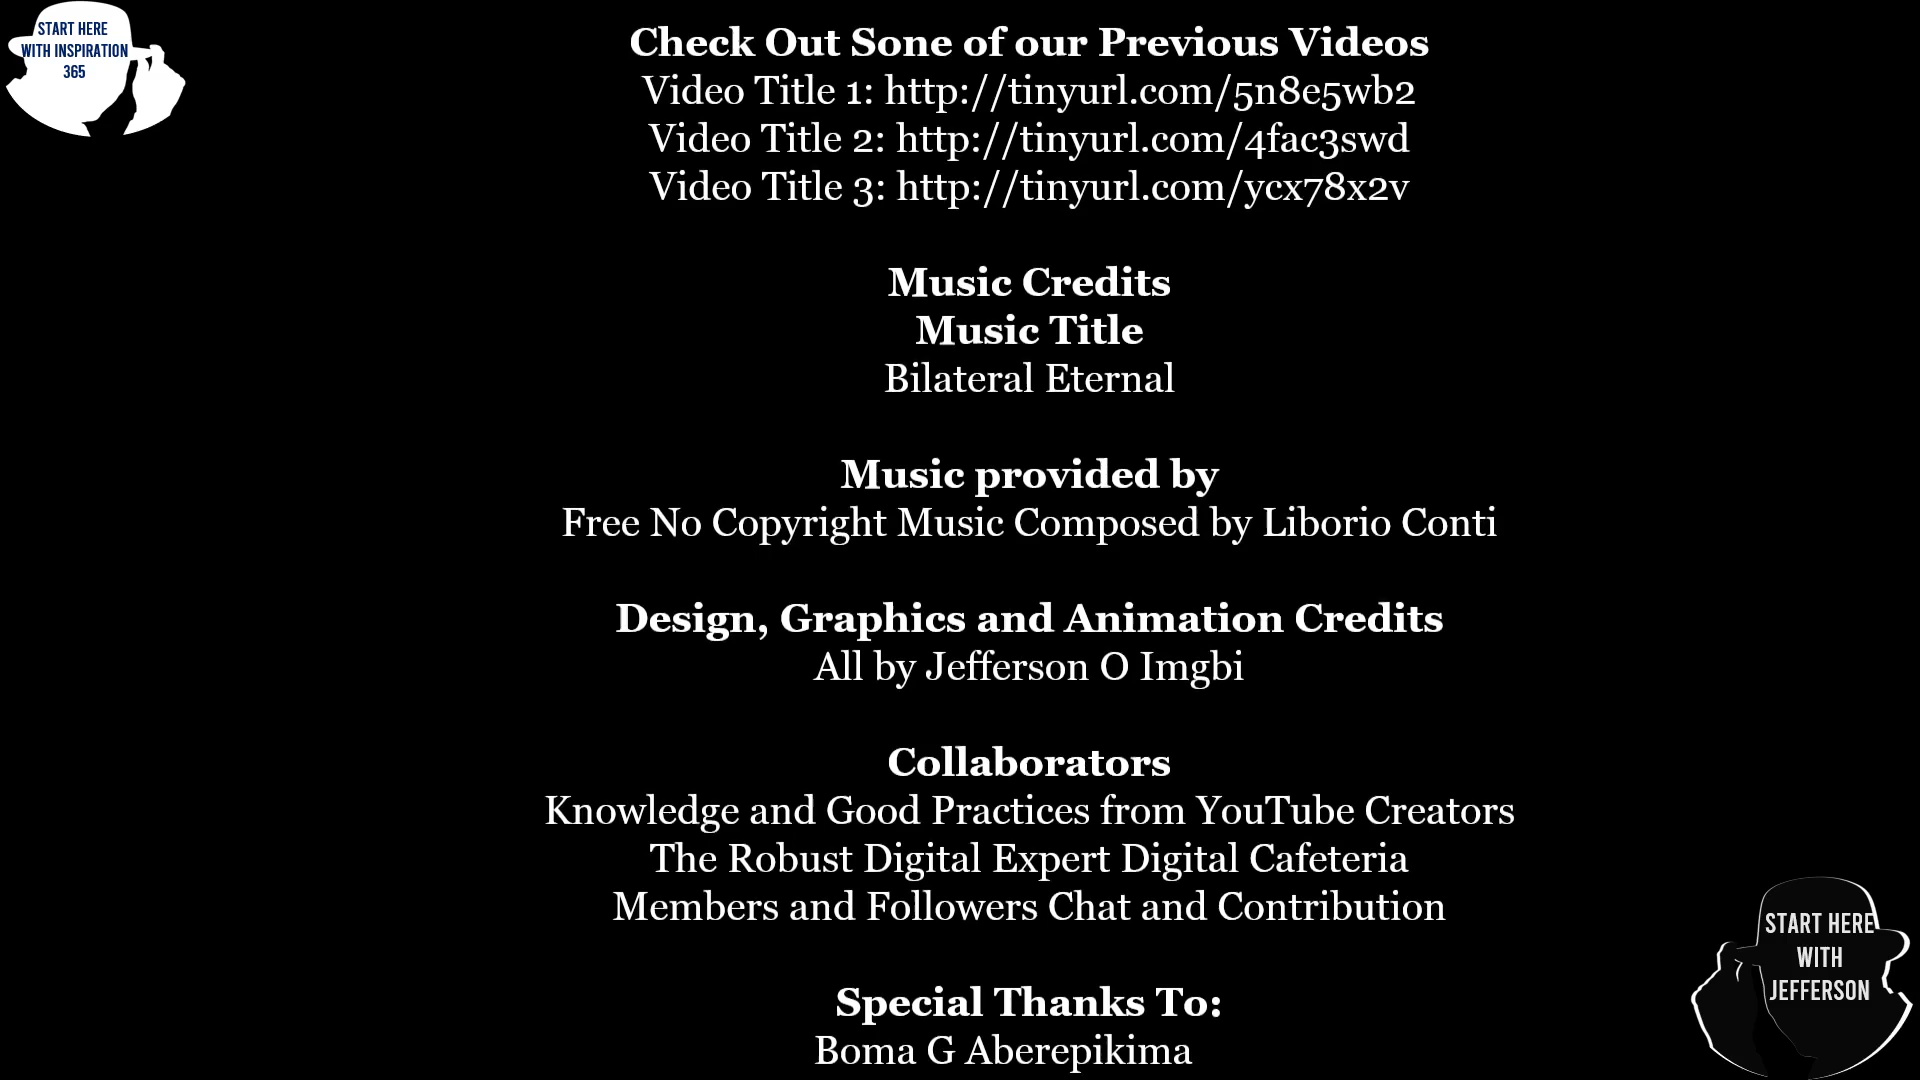 START HERE
WITH INSPIRATION
365
Check Out Sone of our Previous Videos
Video Title 1: http://tinyurl.com/5n8e5wb2
Video Title 2: http://tinyurl.com/4fac3swd
Video Title 3: http://tinyurl.com/ycx78x2v
Music Credits
Music Title
Bilateral Eternal
Music provided by
Free No Copyright Music Composed by Liborio Conti
Design, Graphics and Animation Credits
All by Jefferson O Imgbi
Collaborators
Knowledge and Good Practices from YouTube Creators
The Robust Digital Expert Digital Cafeteria
Members and Followers Chat and Contribution
Special Thanks To:
Boma G Aberepikima
START HERE
WITH
JEFFERSON